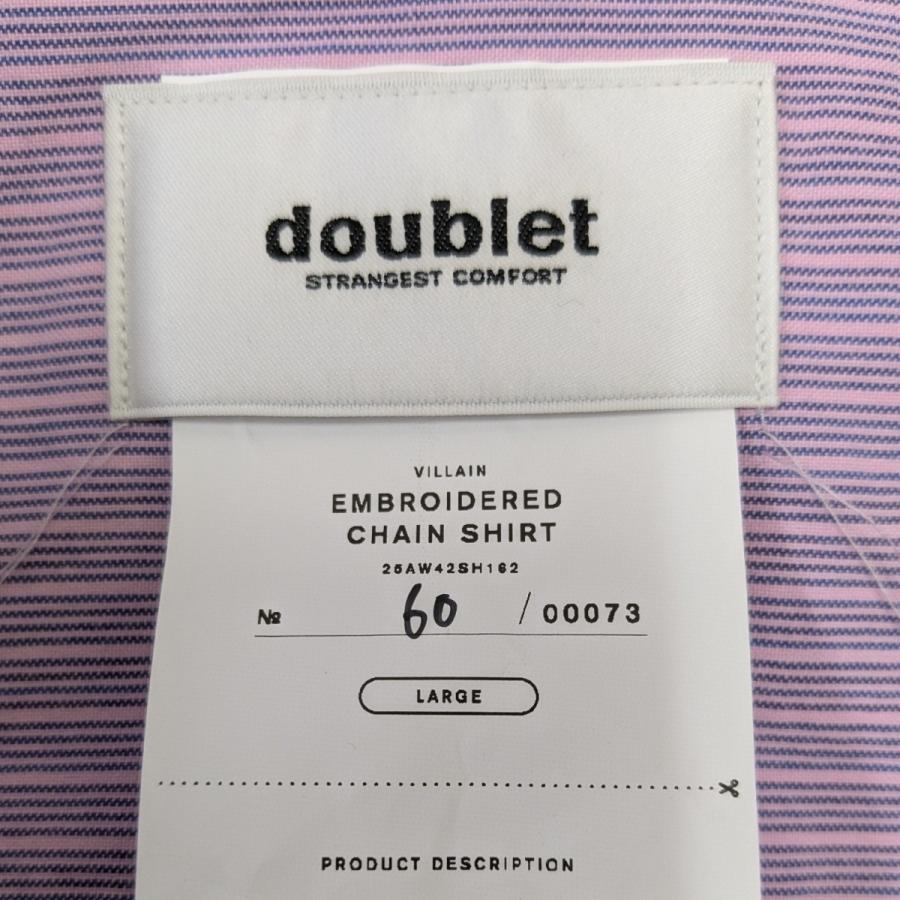 doublet
STRANGEST COMFORT
VILLAIN
EMBROIDERED
CHAIN SHIRT
25AW42SH162
№ 60 / 00073
LARGE
PRODUCT DESCRIPTION